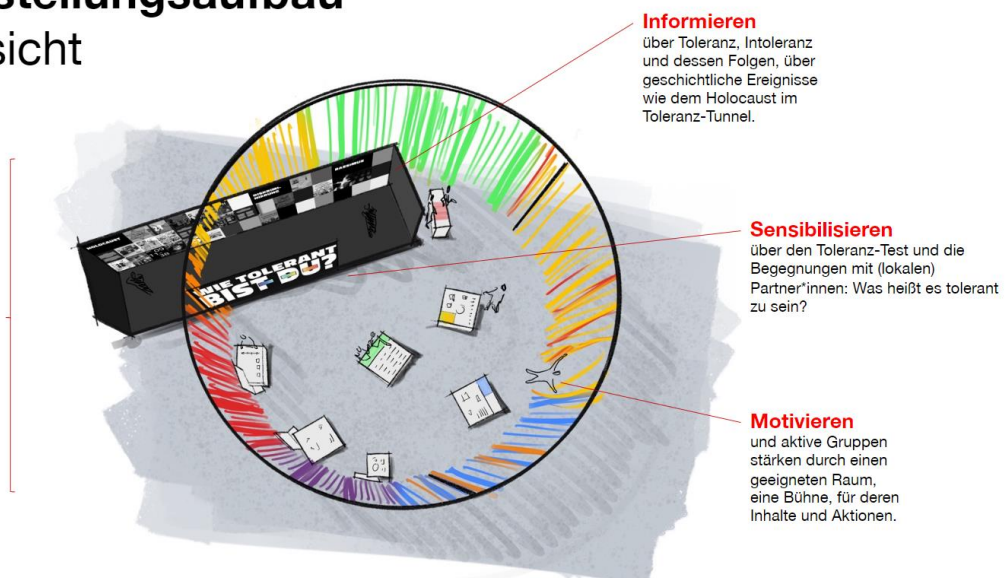 stellungsaufbau
sicht
Informieren
über Toleranz, Intoleranz
und dessen Folgen, über
geschichtliche Ereignisse
wie dem Holocaust im
Toleranz-Tunnel.
HOLOCAUST
DISKRIMI-
NIERUNG
RASSISMUS
WIE TOLERANT
BIST DU?
Sensibilisieren
über den Toleranz-Test und die
Begegnungen mit (lokalen)
Partner*innen: Was heißt es tolerant
zu sein?
Motivieren
und aktive Gruppen
stärken durch einen
geeigneten Raum,
eine Bühne, für deren
Inhalte und Aktionen.